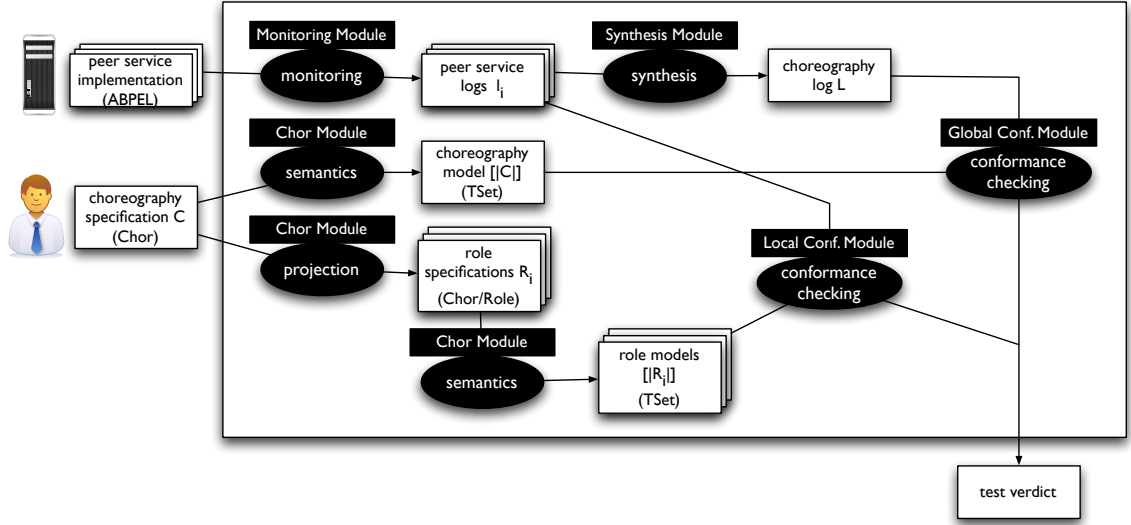 Monitoring Module
Synthesis Module
peer service
implementation
(ABPEL)
monitoring
peer service
logs l_i
synthesis
choreography
log L
Global Conf. Module
conformance
checking
Chor Module
semantics
choreography
model [|C|]
(TSet)
choreography
specification C
(Chor)
Chor Module
projection
role
specifications R_i
(Chor/Role)
Local Conf. Module
conformance
checking
Chor Module
semantics
role models
[|R_i|]
(TSet)
test verdict